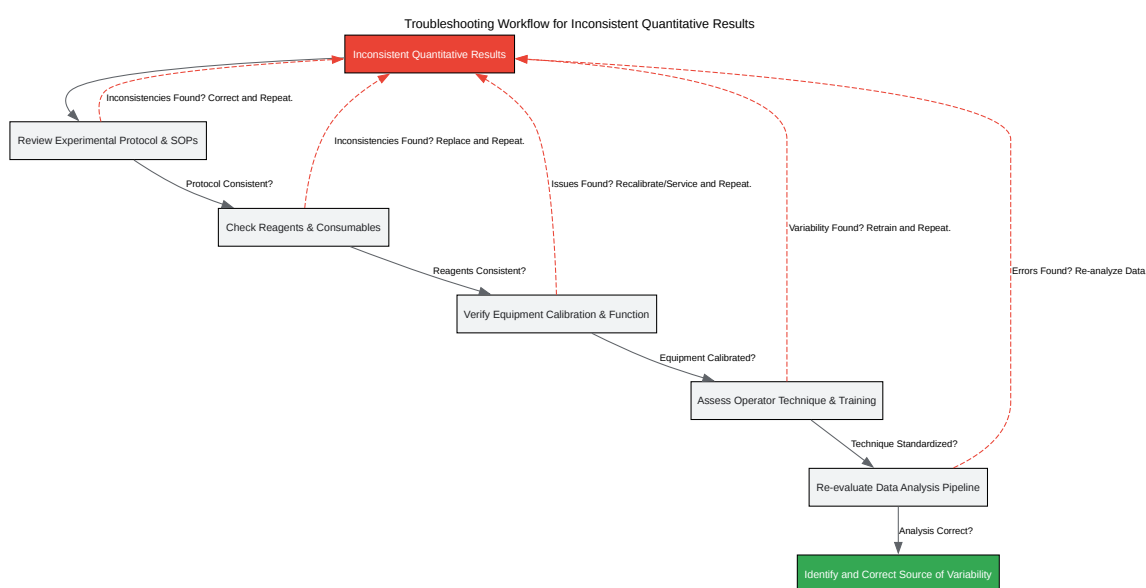 Troubleshooting Workflow for Inconsistent Quantitative Results
Inconsistent Quantitative Results
Inconsistencies Found? Correct and Repeat.
Review Experimental Protocol & SOPs
Inconsistencies Found? Replace and Repeat.
Protocol Consistent?
Issues Found? Recalibrate/Service and Repeat.
Check Reagents & Consumables
Variability Found? Retrain and Repeat.
Reagents Consistent?
Errors Found? Re-analyze Data
Verify Equipment Calibration & Function
Equipment Calibrated?
Assess Operator Technique & Training
Technique Standardized?
Re-evaluate Data Analysis Pipeline
Analysis Correct?
Identify and Correct Source of Variability